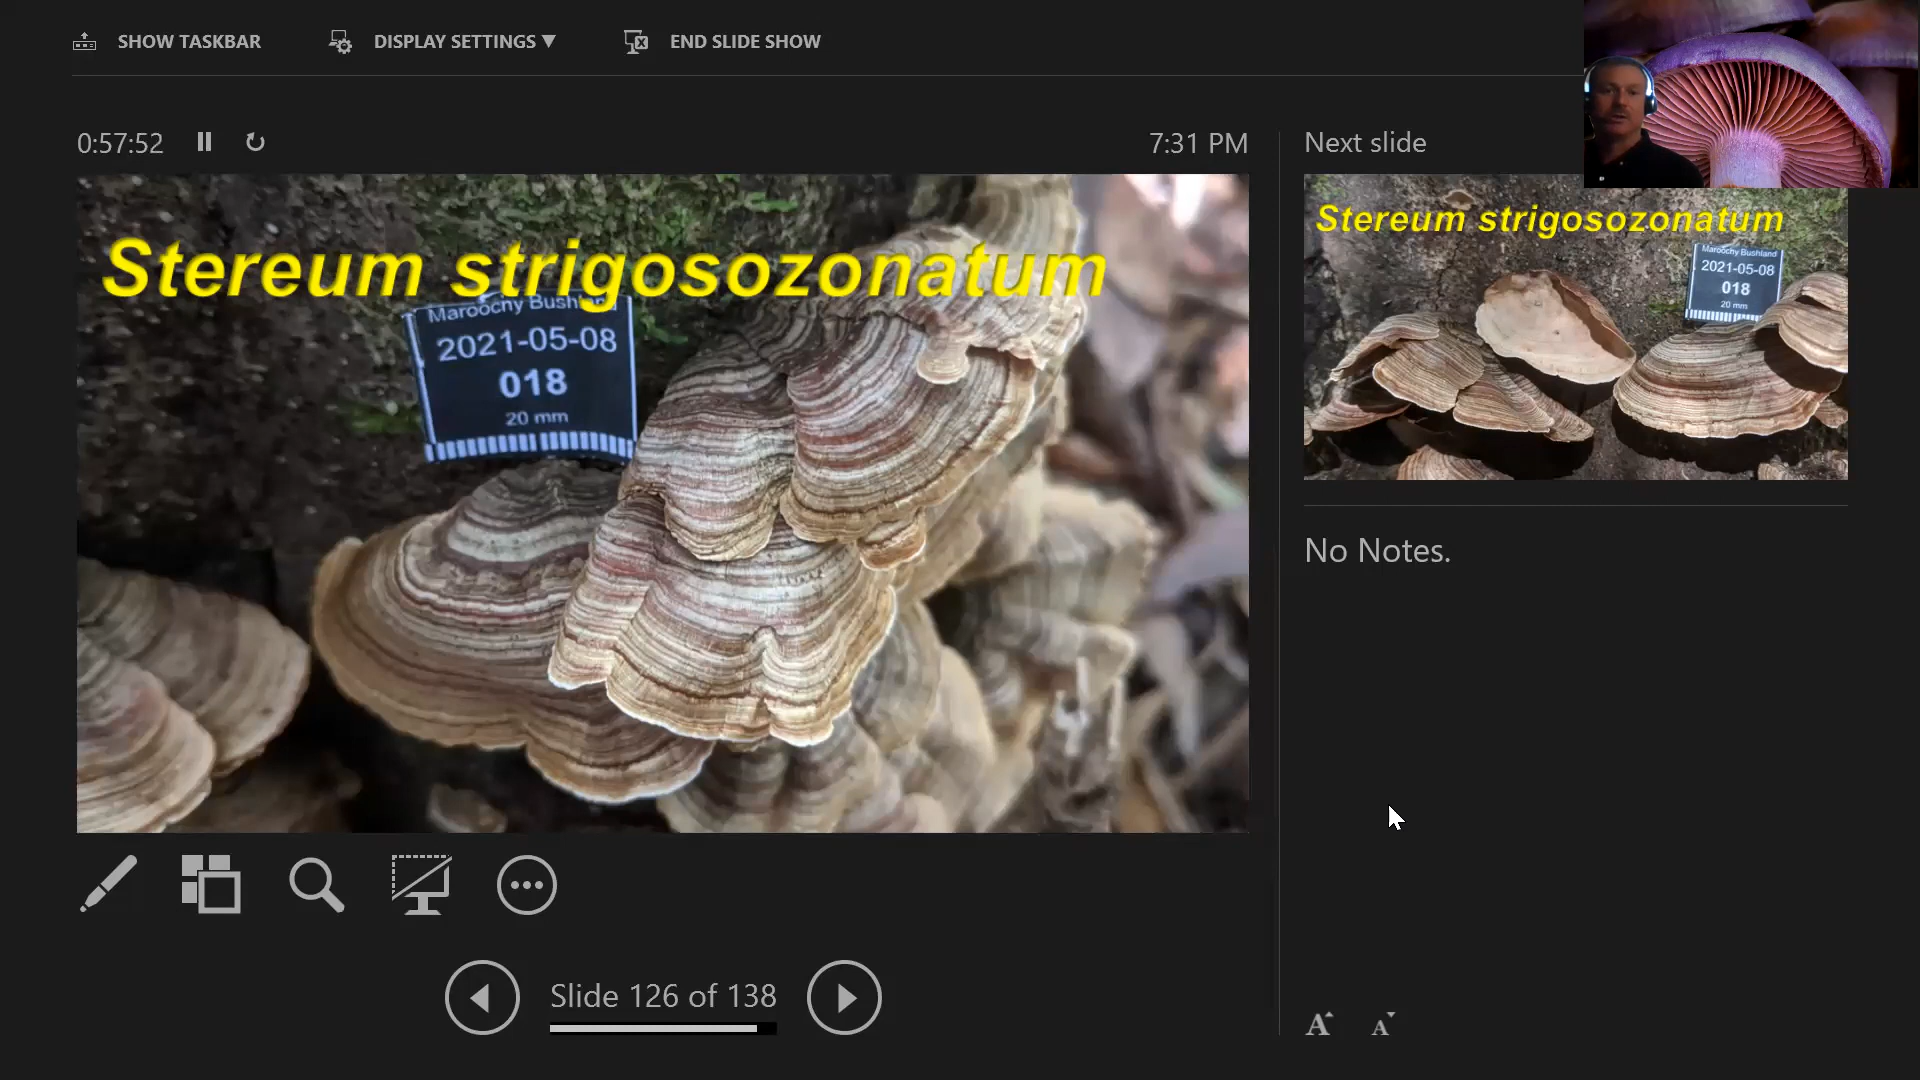 SHOW TASKBAR
DISPLAY SETTINGS ▼
END SLIDE SHOW
0:57:52
7:31 PM
Stereum strigosozonatum
Maroochy Bushland
2021-05-08
018
20 mm
Next slide
Stereum strigosozonatum
Maroochy Bushland
2021-05-08
018
20 mm
No Notes.
Slide 126 of 138
A A